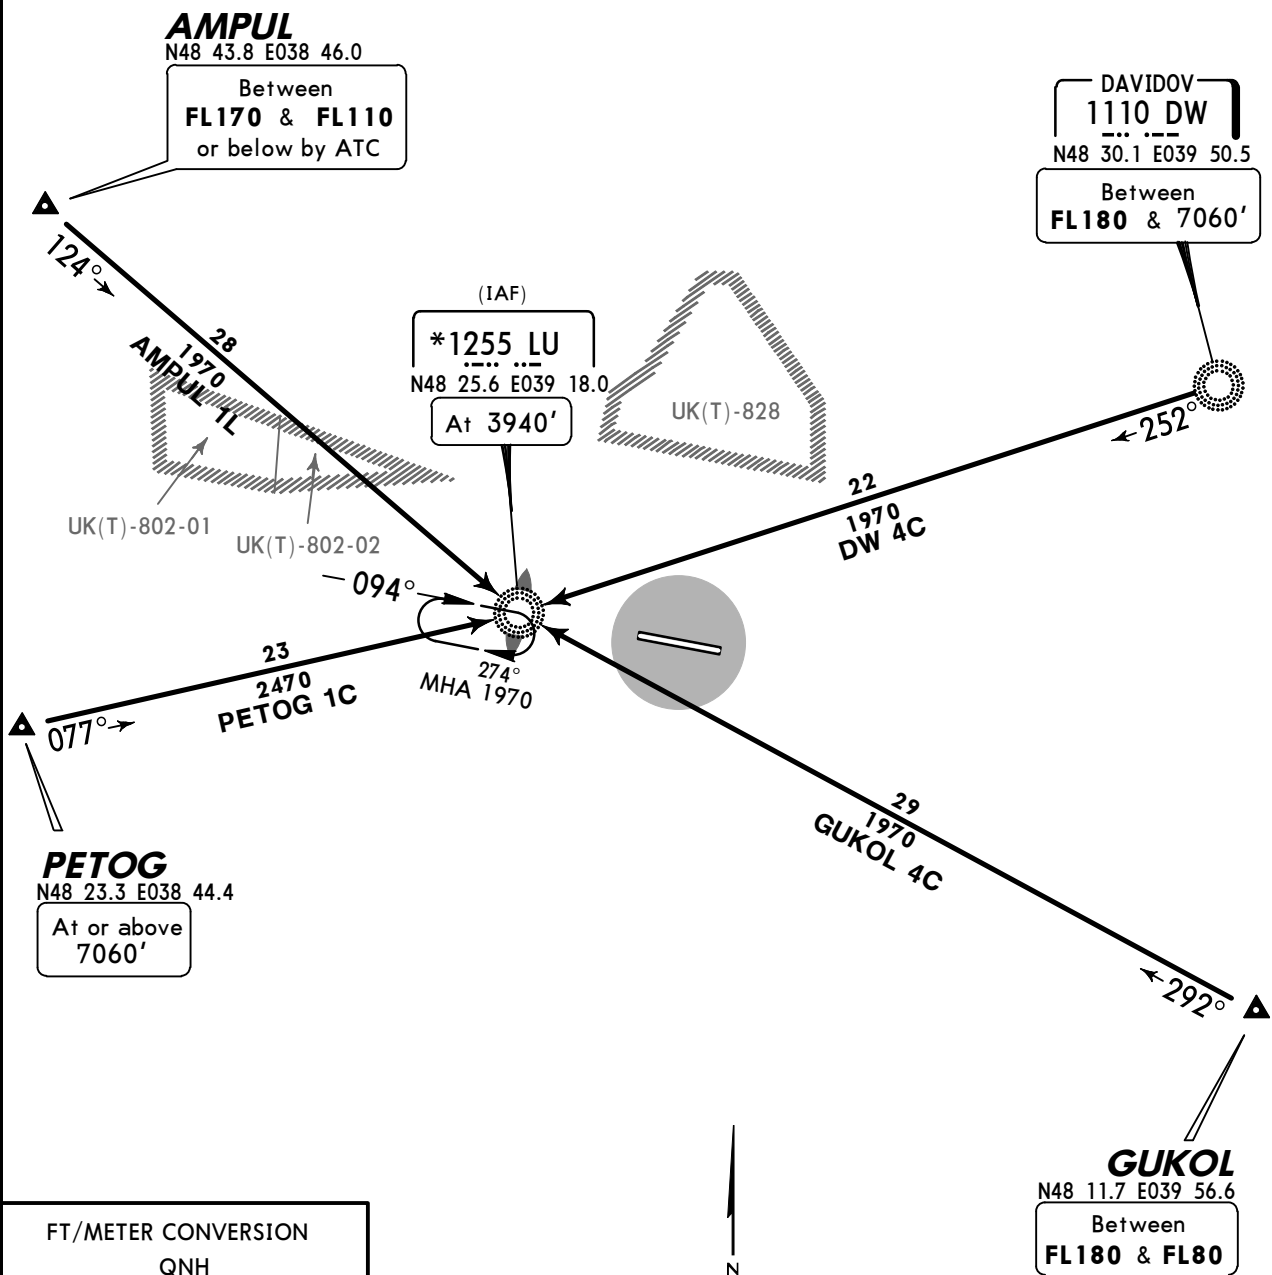 AMPUL
N48 43.8 E038 46.0
Between
FL170 & FL110
or below by ATC
DAVIDOV
1110 DW
N48 30.1 E039 50.5
Between
FL180 & 7060'
124°
28
1970
AMPUL 1L
(IAF)
*1255 LU
N48 25.6 E039 18.0
At 3940'
UK(T)-828
252°
22
1970
DW 4C
UK(T)-802-01
UK(T)-802-02
094°
274°
MHA 1970
23
2470
PETOG 1C
077°
PETOG
N48 23.3 E038 44.4
At or above
7060'
29
1970
GUKOL 4C
292°
GUKOL
N48 11.7 E039 56.6
Between
FL180 & FL80
FT/METER CONVERSION
QNH
N